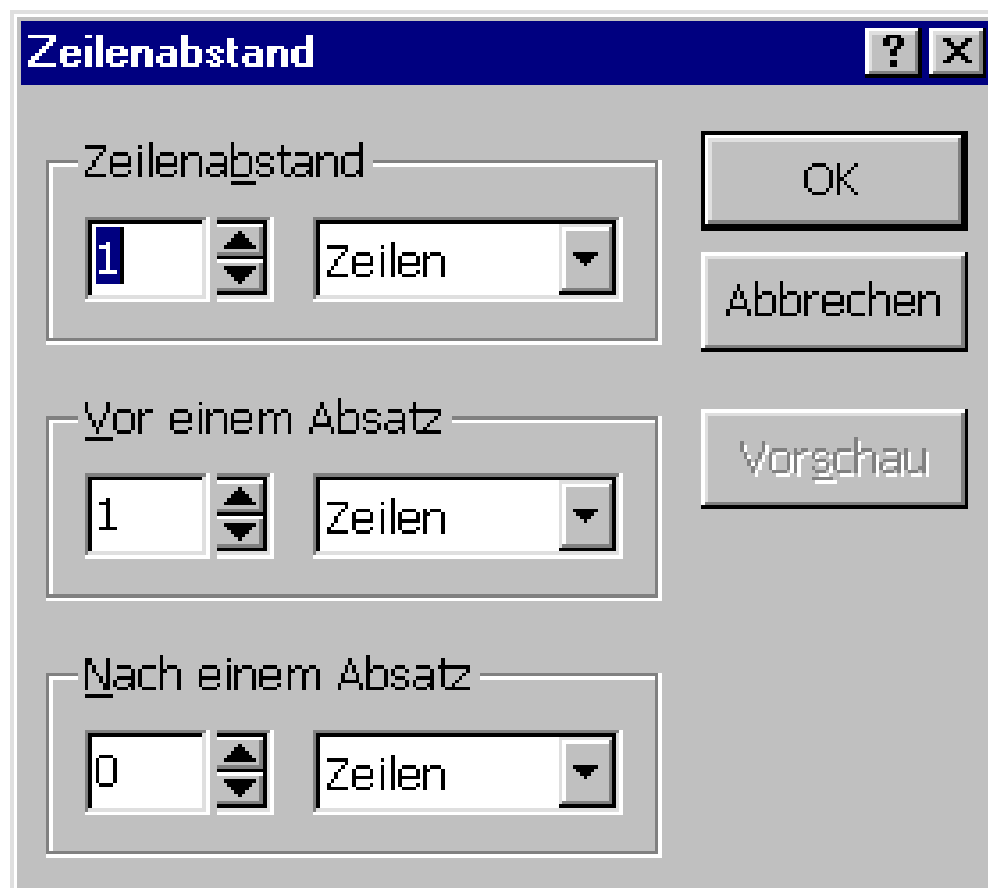 Zeilenabstand ?
Zeilenabstand
1 Zeilen
OK
Abbrechen
Vor einem Absatz
1 Zeilen
Vorschau
Nach einem Absatz
0 Zeilen